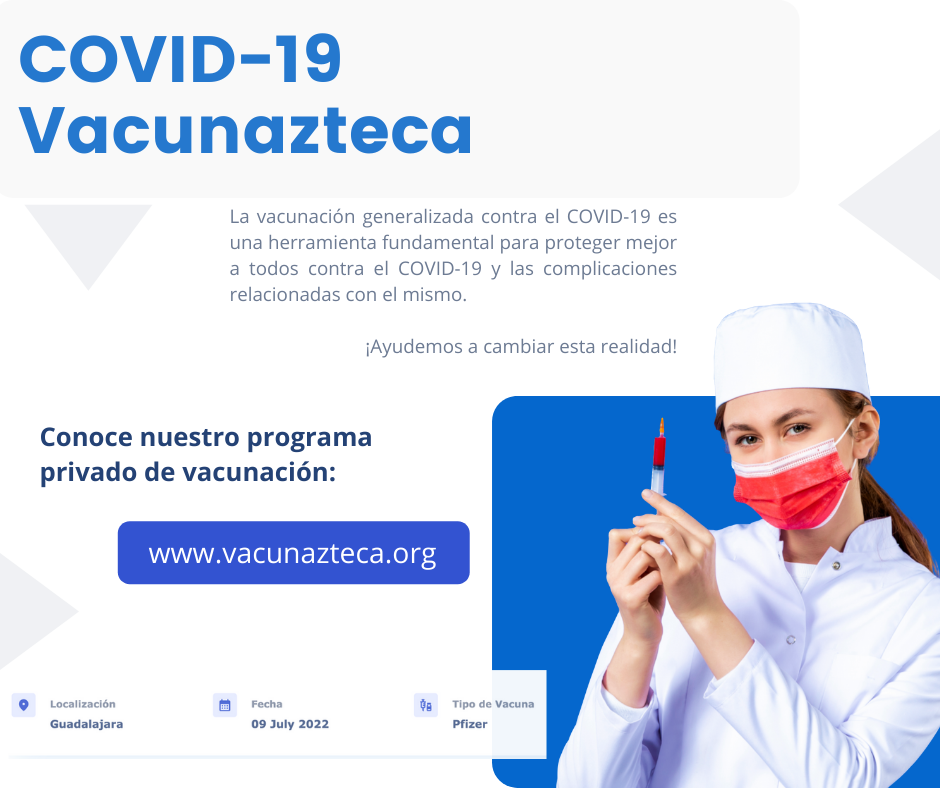 COVID-19
Vacunazteca
La vacunación generalizada contra el COVID-19 es
una herramienta fundamental para proteger mejor
a todos contra el COVID-19 y las complicaciones
relacionadas con el mismo.
¡Ayudemos a cambiar esta realidad!
Conoce nuestro programa
privado de vacunación:
www.vacunazteca.org
Localización
Guadalajara
Fecha
09 July 2022
Tipo de Vacuna
Pfizer